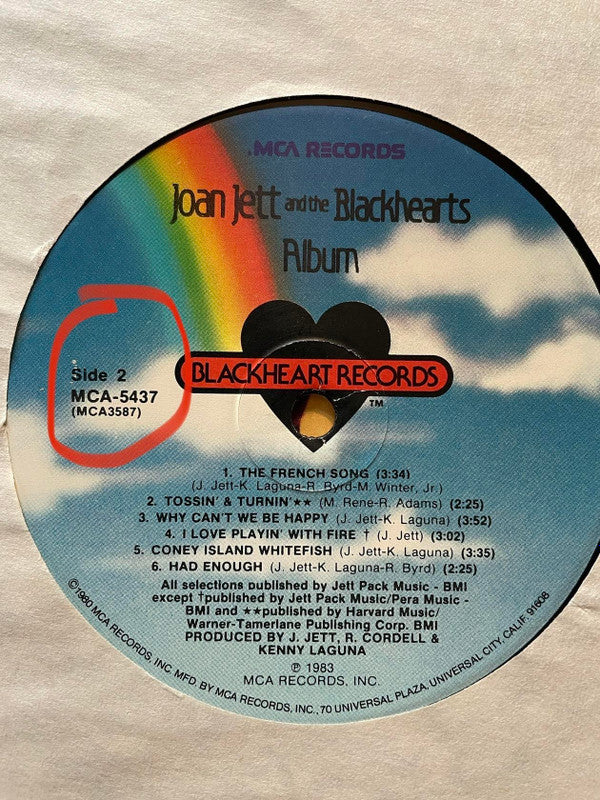 MCA RECORDS
Joan Jett and the Blackhearts
Album
Side 2
MCA-5437
(MCA3587)
BLACKHEART RECORDS
TM
1. THE FRENCH SONG (3:34)
(J. Jett-K. Laguna-R. Byrd-M. Winter, Jr.)
2. TOSSIN' & TURNIN'★★ (M. Rene-R. Adams) (2:25)
3. WHY CAN'T WE BE HAPPY (J. Jett-K. Laguna) (3:52)
4. I LOVE PLAYIN' WITH FIRE † (J. Jett) (3:02)
5. CONEY ISLAND WHITEFISH (J. Jett-K. Laguna) (3:35)
6. HAD ENOUGH (J. Jett-K. Laguna-R. Byrd) (2:25)
All selections published by Jett Pack Music - BMI
except †published by Jett Pack Music/Pera Music -
BMI and ★★published by Harvard Music/
Warner-Tamerlane Publishing Corp. BMI
PRODUCED BY J. JETT, R. CORDELL &
KENNY LAGUNA
℗ 1983
MCA RECORDS, INC.
©1980 MCA RECORDS, INC. MFD. BY MCA RECORDS, INC., 70 UNIVERSAL PLAZA, UNIVERSAL CITY, CALIF. 91608